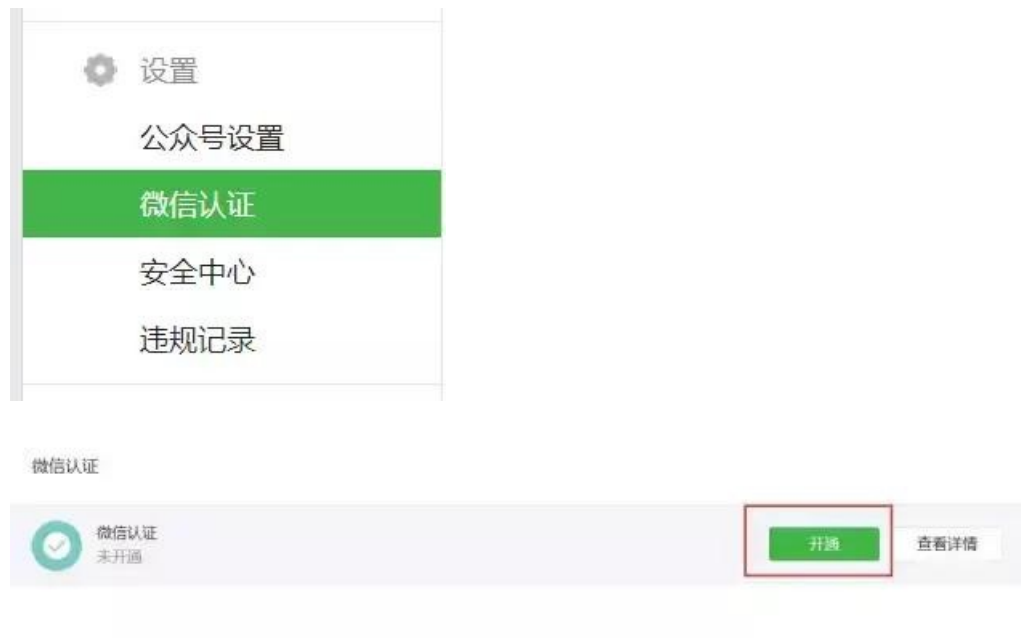 设置
公众号设置
微信认证
安全中心
违规记录
微信认证
微信认证
未开通
开通 查看详情